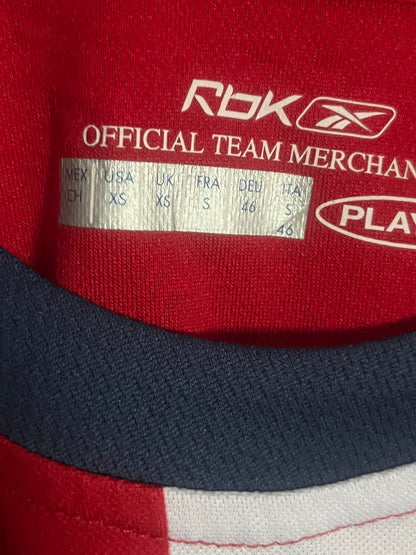 Rbk
OFFICIAL TEAM MERCHAN
MEX USA UK FRA DEU ITA
CH XS XS S 46 S
46
PLAY